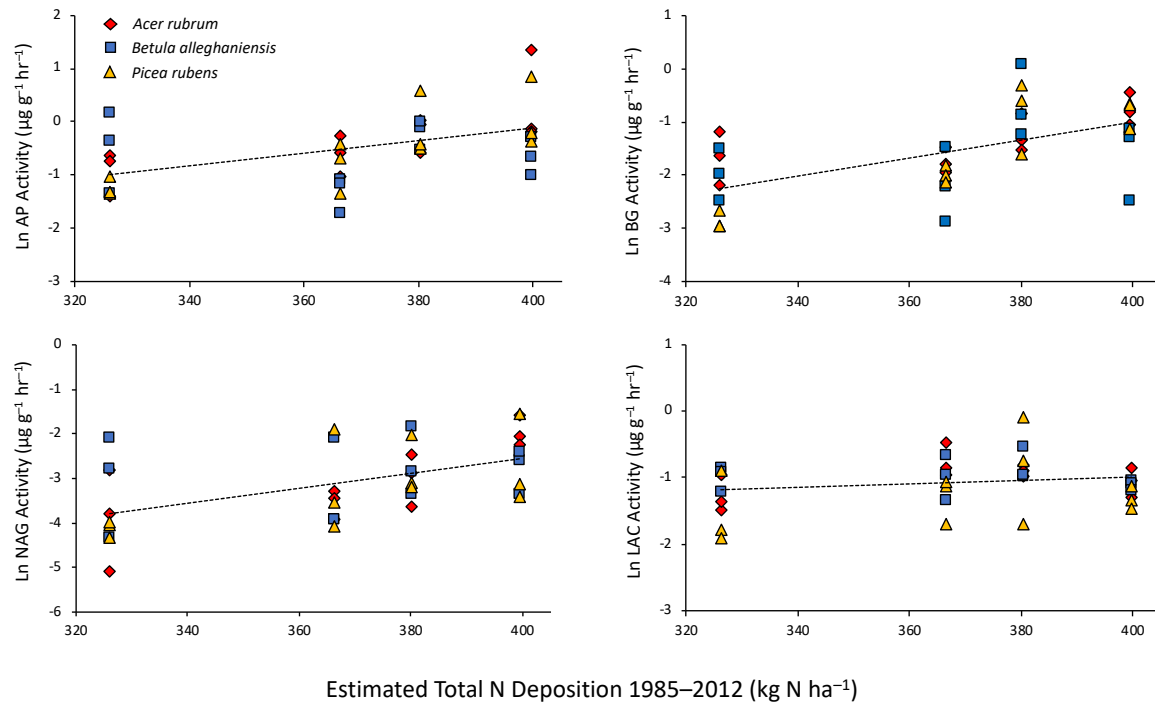 Ln AP Activity (µg g⁻¹ hr⁻¹)
2
1
0
-1
-2
-3
320 340 360 380 400
Acer rubrum
Betula alleghaniensis
Picea rubens
Ln BG Activity (µg g⁻¹ hr⁻¹)
1
0
-1
-2
-3
-4
320 340 360 380 400
Ln NAG Activity (µg g⁻¹ hr⁻¹)
0
-1
-2
-3
-4
-5
-6
320 340 360 380 400
Ln LAC Activity (µg g⁻¹ hr⁻¹)
1
0
-1
-2
-3
320 340 360 380 400
Estimated Total N Deposition 1985–2012 (kg N ha⁻¹)